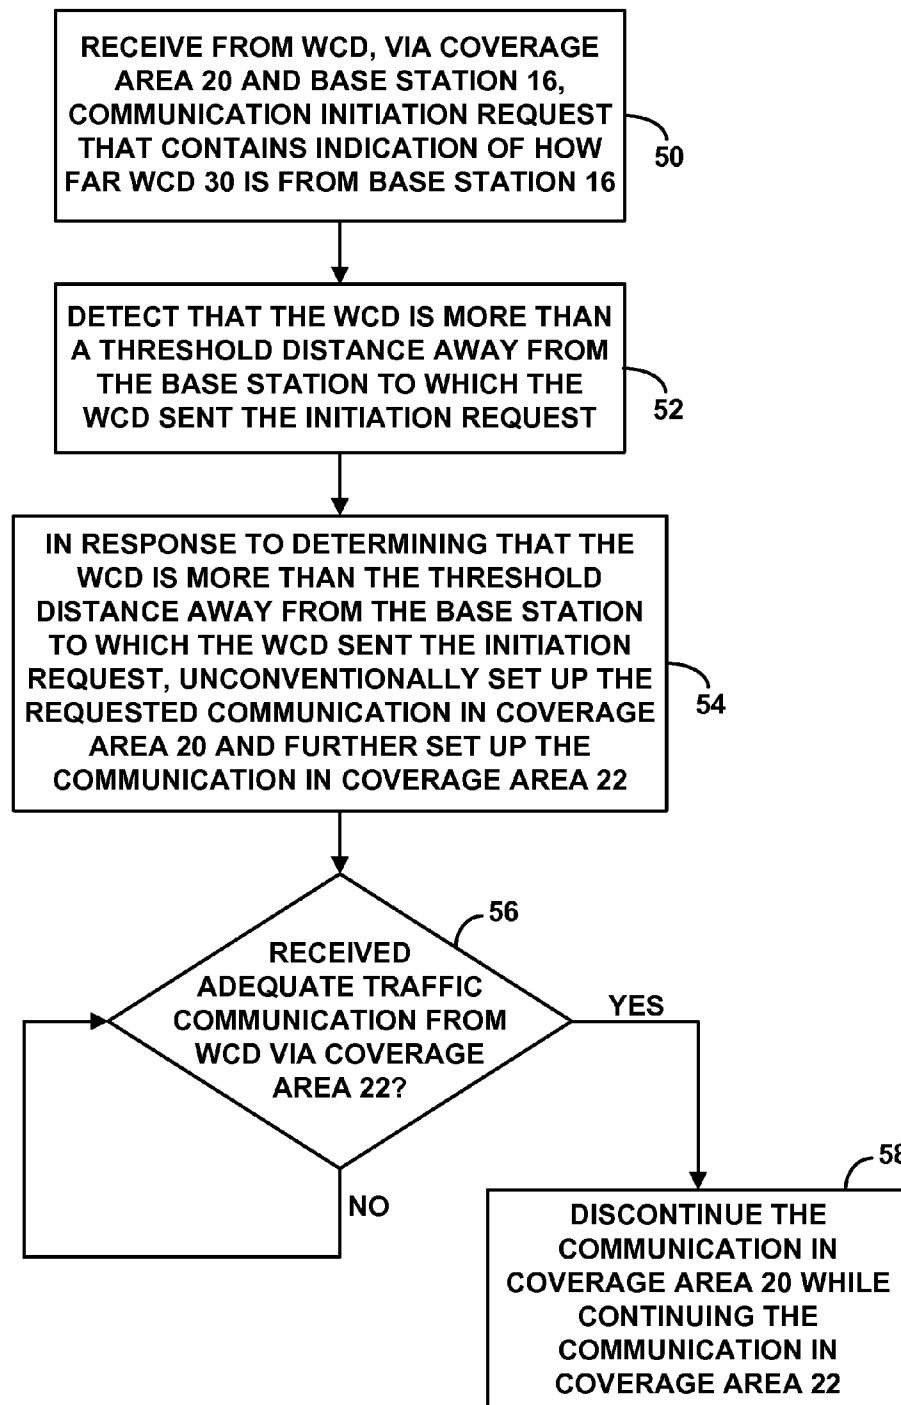 RECEIVE FROM WCD, VIA COVERAGE
AREA 20 AND BASE STATION 16,
COMMUNICATION INITIATION REQUEST
THAT CONTAINS INDICATION OF HOW
FAR WCD 30 IS FROM BASE STATION 16
50
DETECT THAT THE WCD IS MORE THAN
A THRESHOLD DISTANCE AWAY FROM
THE BASE STATION TO WHICH THE
WCD SENT THE INITIATION REQUEST
52
IN RESPONSE TO DETERMINING THAT THE
WCD IS MORE THAN THE THRESHOLD
DISTANCE AWAY FROM THE BASE STATION
TO WHICH THE WCD SENT THE INITIATION
REQUEST, UNCONVENTIONALLY SET UP THE
REQUESTED COMMUNICATION IN COVERAGE
AREA 20 AND FURTHER SET UP THE
COMMUNICATION IN COVERAGE AREA 22
54
56
RECEIVED
ADEQUATE TRAFFIC
COMMUNICATION FROM
WCD VIA COVERAGE
AREA 22?
YES
NO
58
DISCONTINUE THE
COMMUNICATION IN
COVERAGE AREA 20 WHILE
CONTINUING THE
COMMUNICATION IN
COVERAGE AREA 22